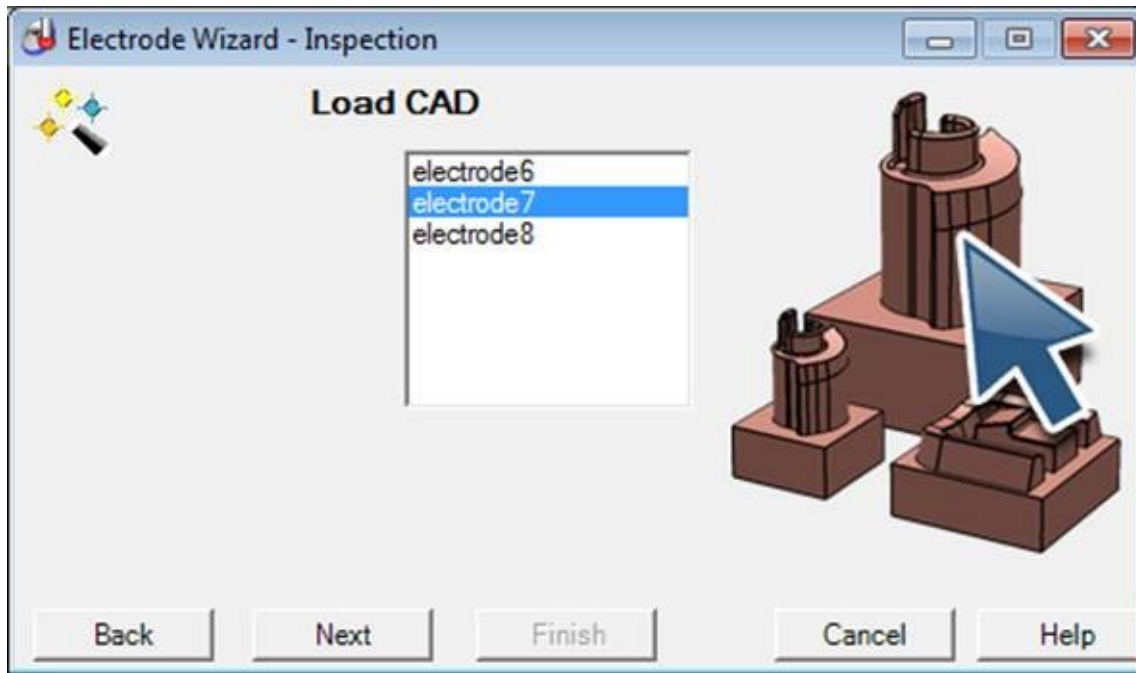 Electrode Wizard - Inspection
Load CAD
electrode6
electrode7
electrode8
Back Next Finish Cancel Help